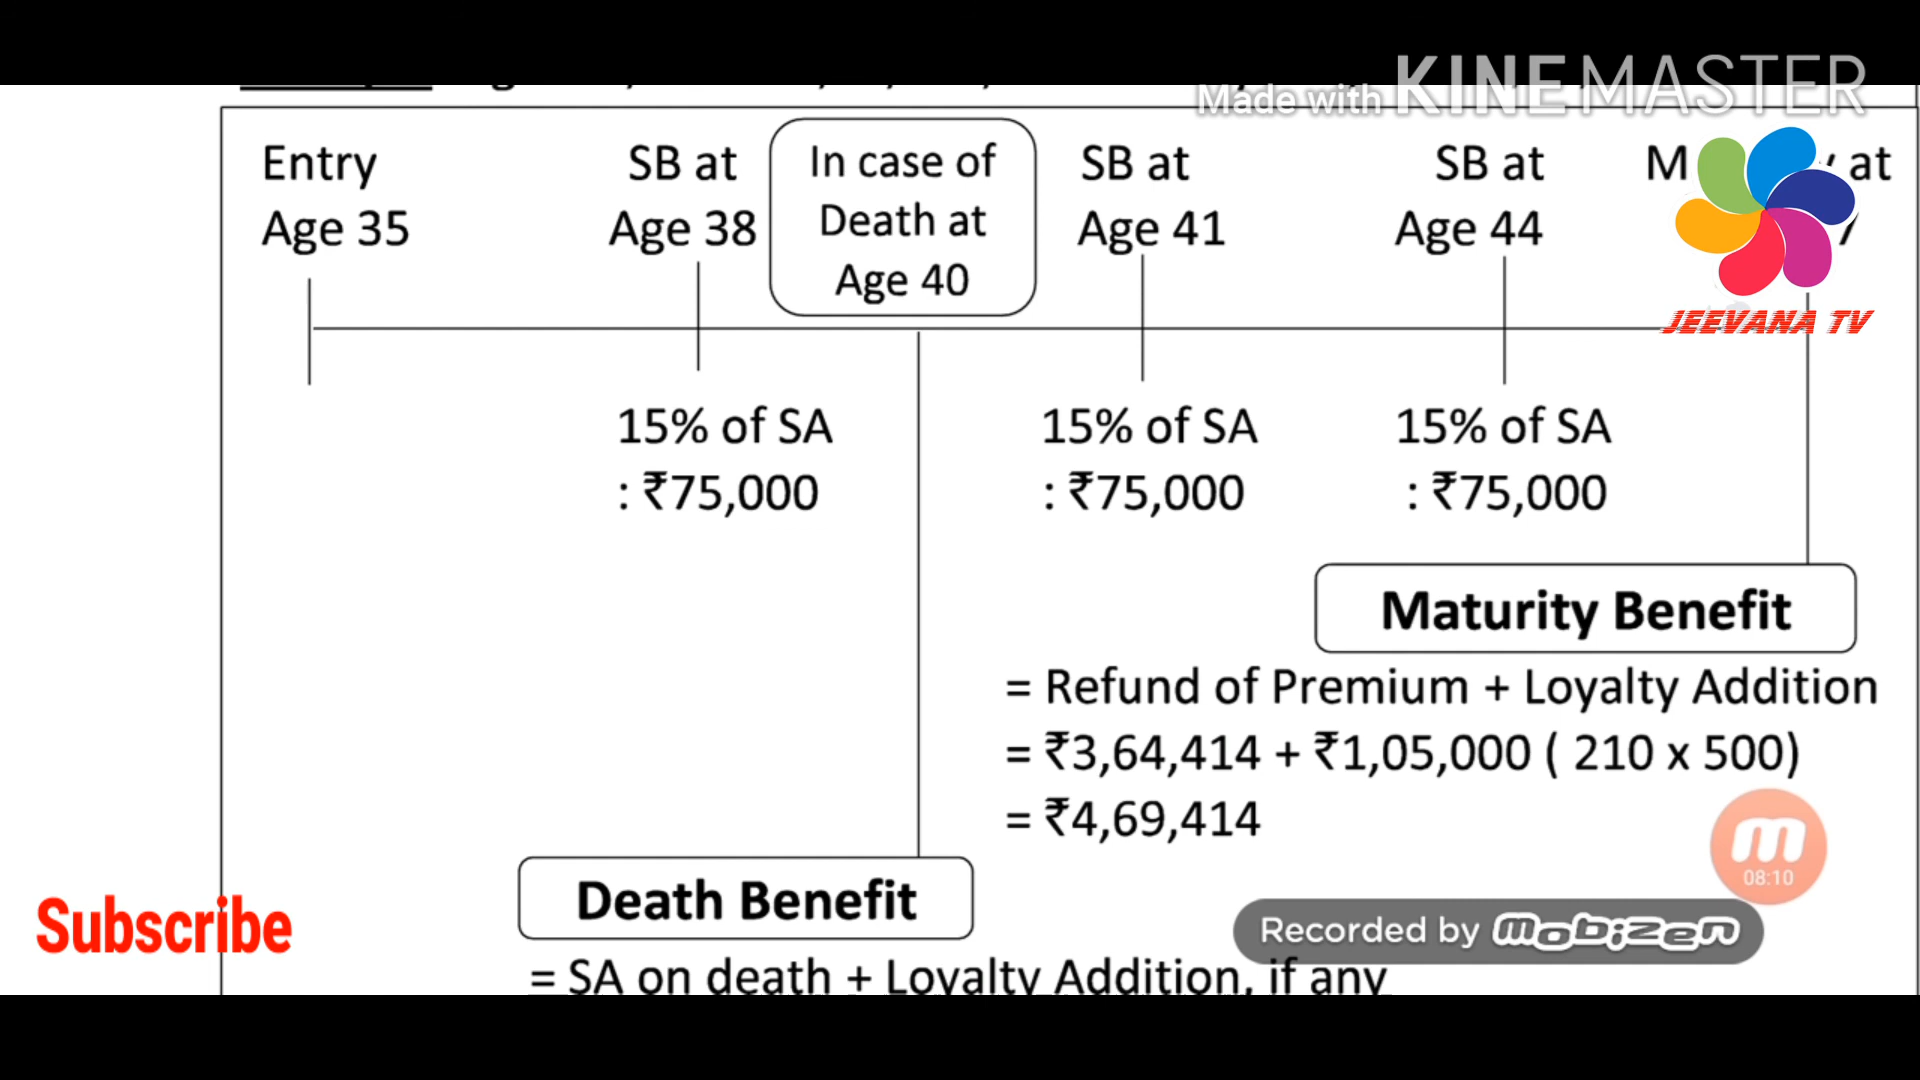 Made with KINEMASTER
Entry
Age 35
SB at
Age 38
In case of
Death at
Age 40
SB at
Age 41
SB at
Age 44
at
JEEVANA TV
15% of SA
: ₹75,000
15% of SA
: ₹75,000
15% of SA
: ₹75,000
Maturity Benefit
= Refund of Premium + Loyalty Addition
= ₹3,64,414 + ₹1,05,000 ( 210 x 500)
= ₹4,69,414
08:10
Death Benefit
Subscribe
Recorded by mobizen
= SA on death + Loyalty Addition, if any